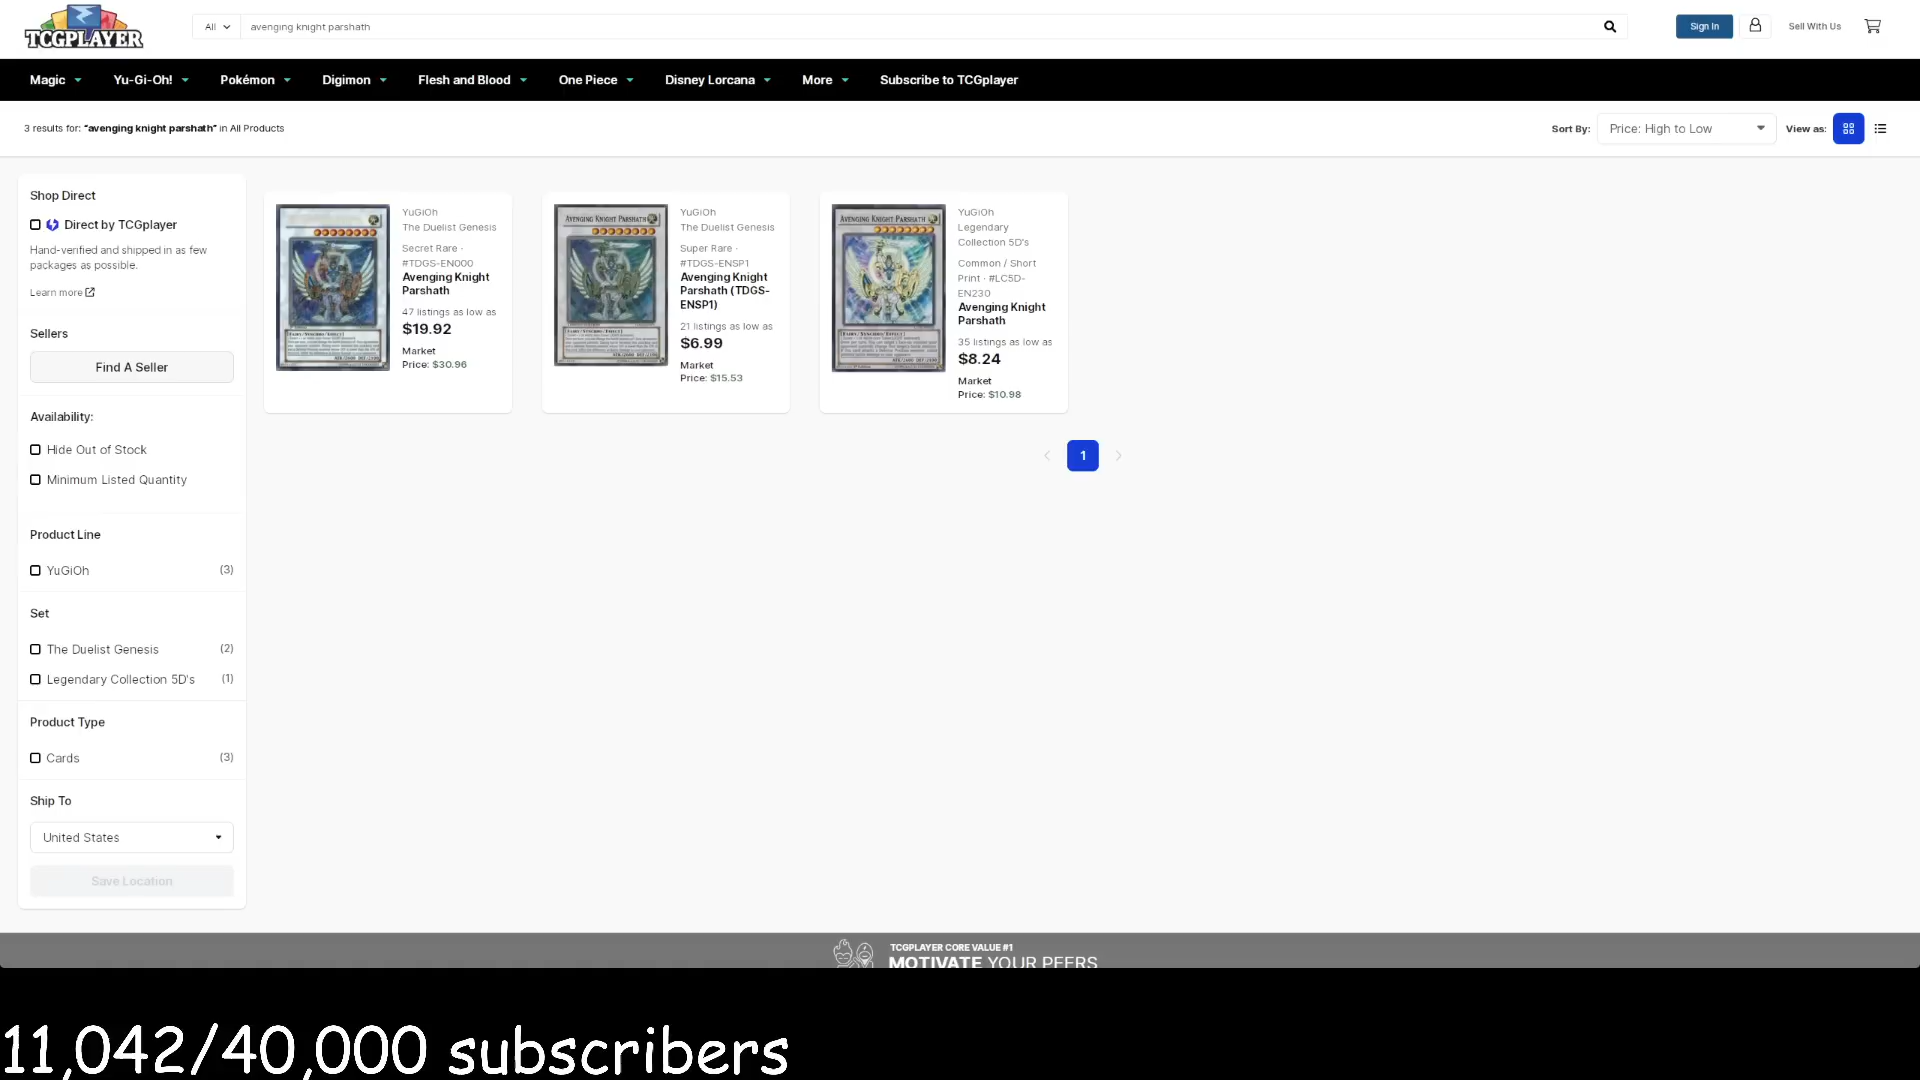 TCGPLAYER
All
avenging knight parshath
Sign In
Sell With Us
Magic
Yu-Gi-Oh!
Pokémon
Digimon
Flesh and Blood
One Piece
Disney Lorcana
More
Subscribe to TCGplayer
3 results for: "avenging knight parshath" in All Products
Sort By:
Price: High to Low
View as:
Shop Direct
Direct by TCGplayer
Hand-verified and shipped in as few
packages as possible.
Learn more
Sellers
Find A Seller
Availability:
Hide Out of Stock
Minimum Listed Quantity
Product Line
YuGiOh (3)
Set
The Duelist Genesis (2)
Legendary Collection 5D's (1)
Product Type
Cards (3)
Ship To
United States
Save Location
YuGiOh
The Duelist Genesis
Secret Rare ·
#TDGS-EN000
Avenging Knight
Parshath
47 listings as low as
$19.92
Market
Price: $30.96
AVENGING KNIGHT PARSHATH
YuGiOh
The Duelist Genesis
Super Rare ·
#TDGS-ENSP1
Avenging Knight
Parshath (TDGS-
ENSP1)
21 listings as low as
$6.99
Market
Price: $15.53
AVENGING KNIGHT PARSHATH
YuGiOh
Legendary
Collection 5D's
Common / Short
Print · #LC5D-
EN230
Avenging Knight
Parshath
35 listings as low as
$8.24
Market
Price: $10.98
1
TCGPLAYER CORE VALUE #1
MOTIVATE YOUR PEERS
11,042/40,000 subscribers